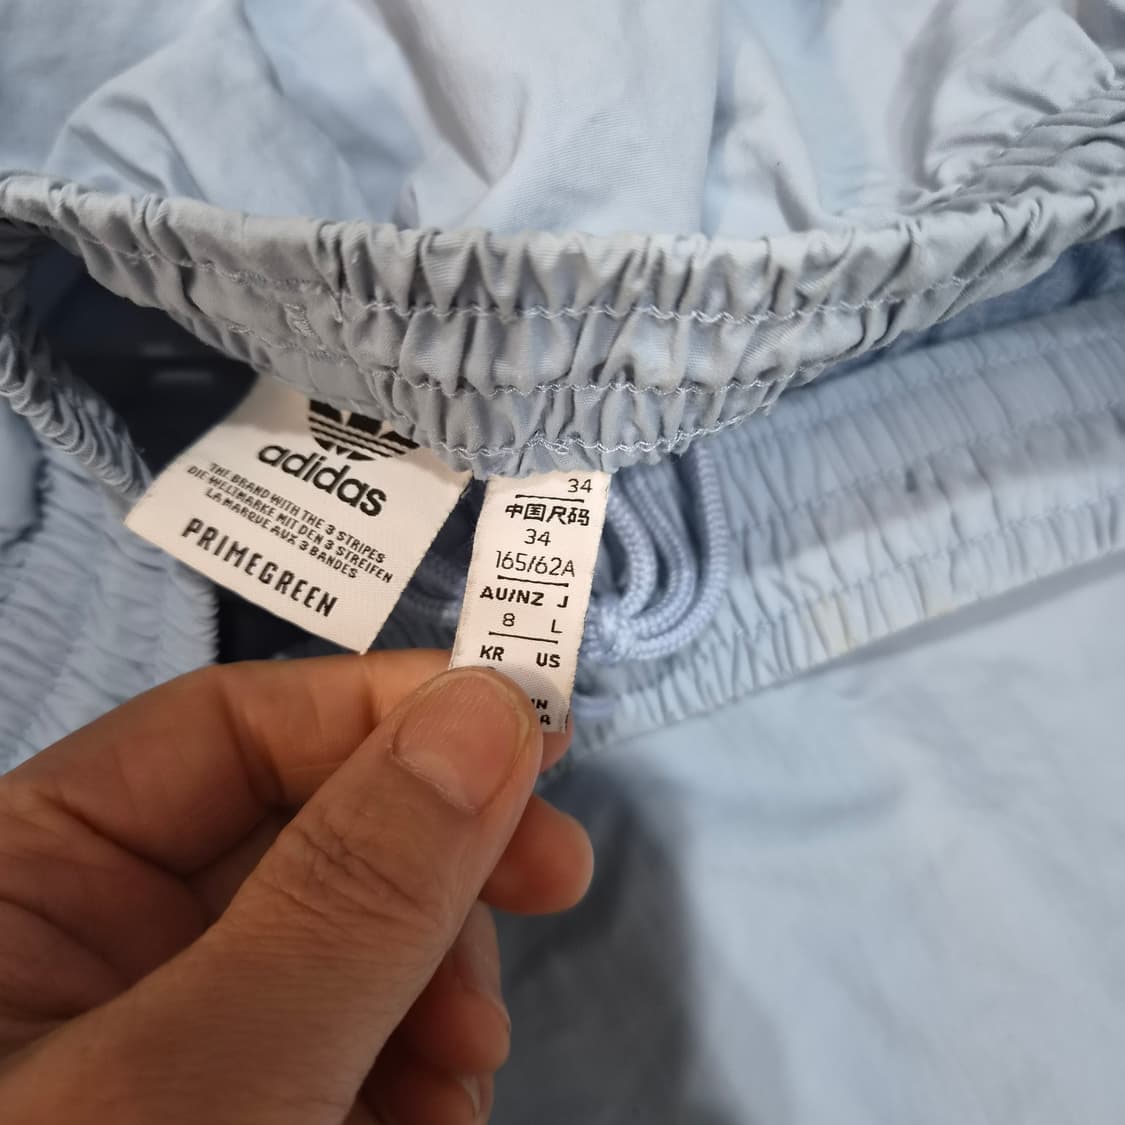 adidas
THE BRAND WITH THE 3 STRIPES
DIE WELTMARKE MIT DEN 3 STREIFEN
LA MARQUE AUX 3 BANDES
PRIMEGREEN
34
中国尺码
34
165/62A
AU/NZ J
8 L
KR US